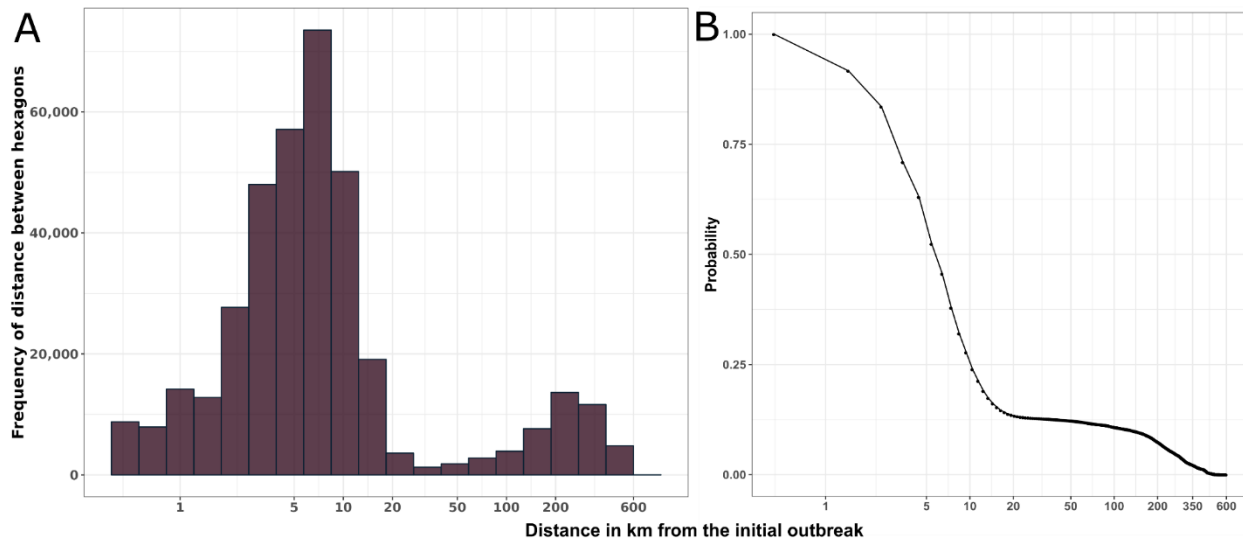 A
Frequency of distance between hexagons
60,000
40,000
20,000
0
1 5 10 20 50 100 200 600
B
Probability
1.00
0.75
0.50
0.25
0.00
1 5 10 20 50 100 200 350 600
Distance in km from the initial outbreak